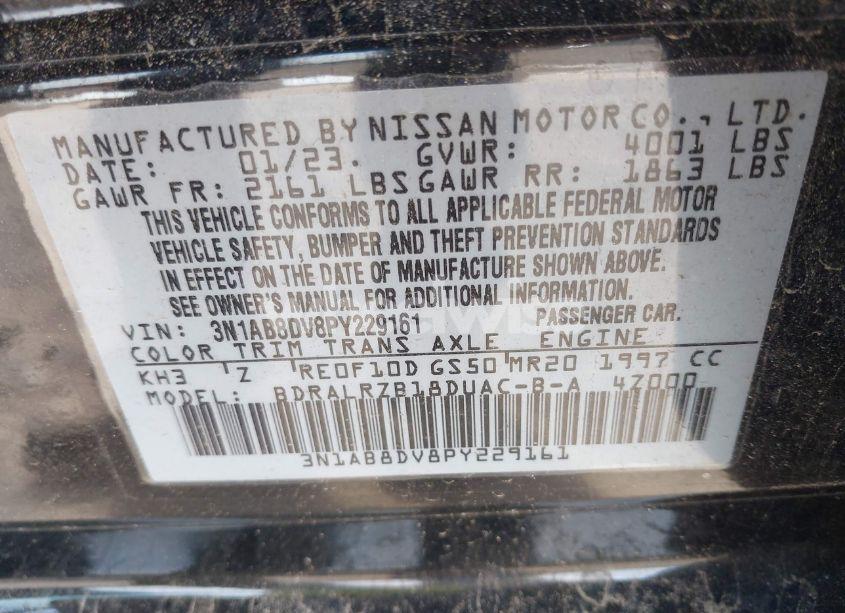 MANUFACTURED BY NISSAN MOTOR CO., LTD.
DATE: 01/23. GVWR: 4001 LBS
GAWR FR: 2161 LBS GAWR RR: 1863 LBS
THIS VEHICLE CONFORMS TO ALL APPLICABLE FEDERAL MOTOR
VEHICLE SAFETY, BUMPER AND THEFT PREVENTION STANDARDS
IN EFFECT ON THE DATE OF MANUFACTURE SHOWN ABOVE.
SEE OWNER'S MANUAL FOR ADDITIONAL INFORMATION.
VIN: 3N1AB8DV8PY229161 PASSENGER CAR.
COLOR TRIM TRANS AXLE ENGINE
KH3 Z RE0F10D GS50 MR20 1997 CC
MODEL: BDRALRZB18DUAC-B-A 4Z000
3N1AB8DV8PY229161